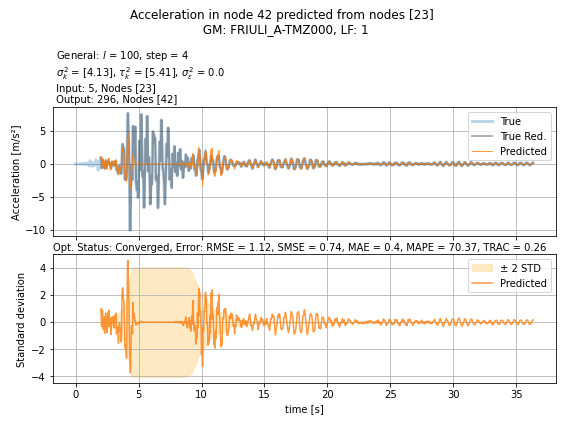 Acceleration in node 42 predicted from nodes [23]
GM: FRIULI_A-TMZ000, LF: 1
General: l = 100, step = 4
σ²ₖ = [4.13], τ²ₖ = [5.41], σ²ε = 0.0
Input: 5, Nodes [23]
Output: 296, Nodes [42]
Acceleration [m/s²]
5
0
−5
−10
True
True Red.
Predicted
Opt. Status: Converged, Error: RMSE = 1.12, SMSE = 0.74, MAE = 0.4, MAPE = 70.37, TRAC = 0.26
Standard deviation
4
2
0
−2
−4
± 2 STD
Predicted
0 5 10 15 20 25 30 35
time [s]